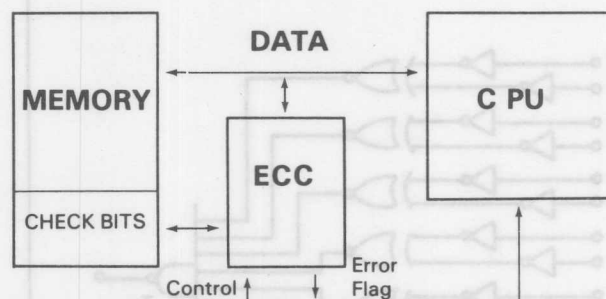 DATA
MEMORY
C PU
ECC
CHECK BITS
Error
Control
Flag